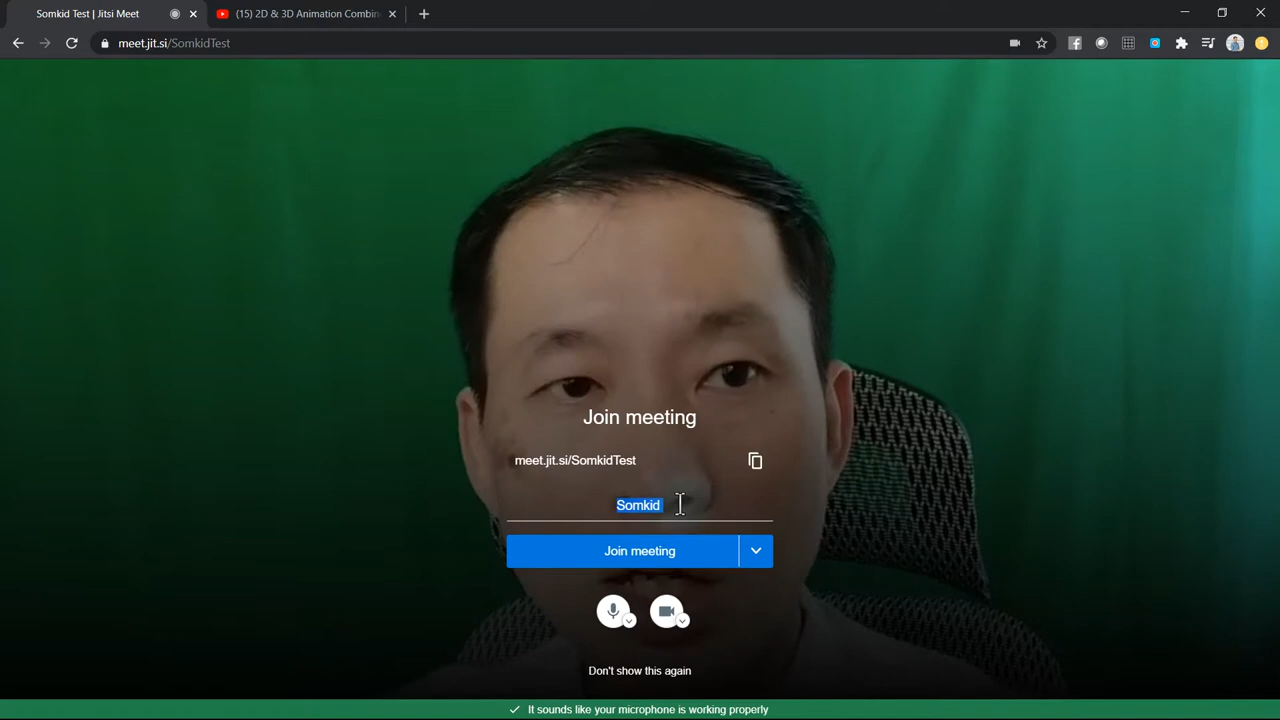 Somkid Test | Jitsi Meet
(15) 2D & 3D Animation Combin
meet.jit.si/SomkidTest
Join meeting
meet.jit.si/SomkidTest
Somkid
Join meeting
Don't show this again
It sounds like your microphone is working properly